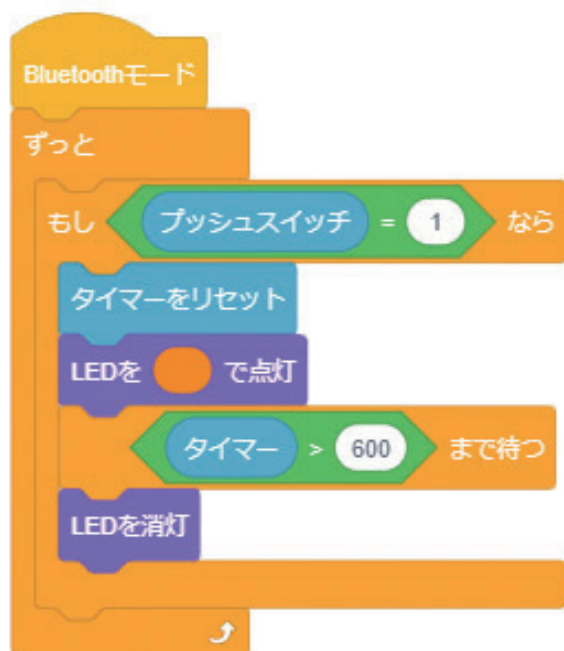 Bluetoothモード
ずっと
もし プッシュスイッチ = 1 なら
タイマーをリセット
LEDを で点灯
タイマー > 600 まで待つ
LEDを消灯